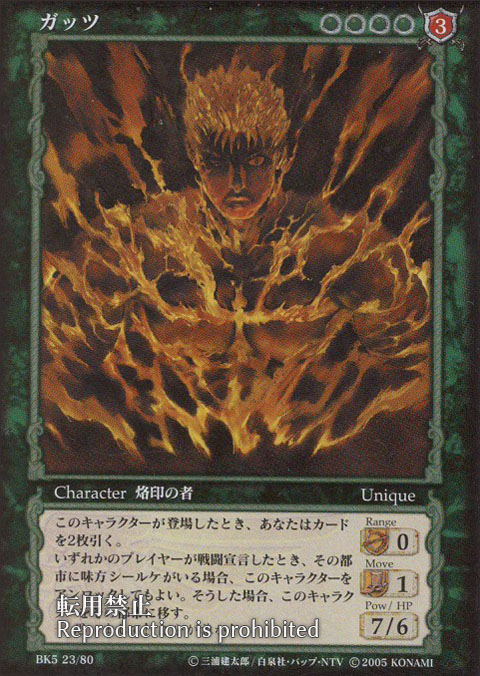 ガッツ
3
Character 烙印の者
Unique
このキャラクターが登場したとき、あなたはカード
を2枚引く。
いずれかのプレイヤーが戦闘宣言したとき、その都
市に味方シールケがいる場合、このキャラクターを
してもよい。そうした場合、このキャラク
市に移す。
Range
0
Move
1
Pow/ HP
7/6
転用禁止
Reproduction is prohibited
BK5 23/80
©三浦建太郎/白泉社・バップ・NTV ©2005 KONAMI